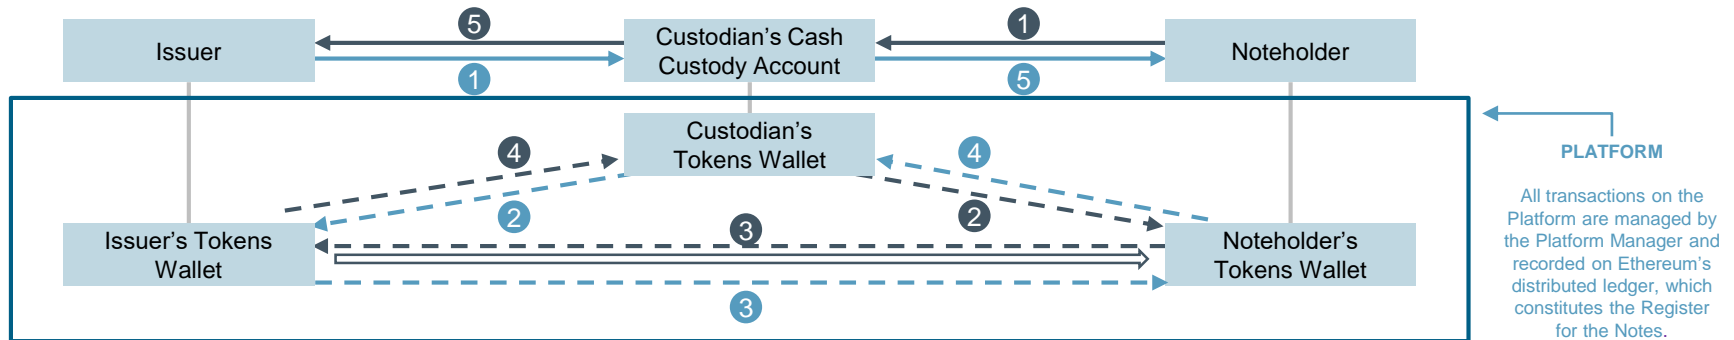 5
1
Issuer
Custodian’s Cash
Custody Account
Noteholder
1
5
Custodian’s
Tokens Wallet
4
4
2
2
Issuer’s Tokens
Wallet
3
Noteholder’s
Tokens Wallet
3
PLATFORM
All transactions on the
Platform are managed by
the Platform Manager and
recorded on Ethereum’s
distributed ledger, which
constitutes the Register
for the Notes.